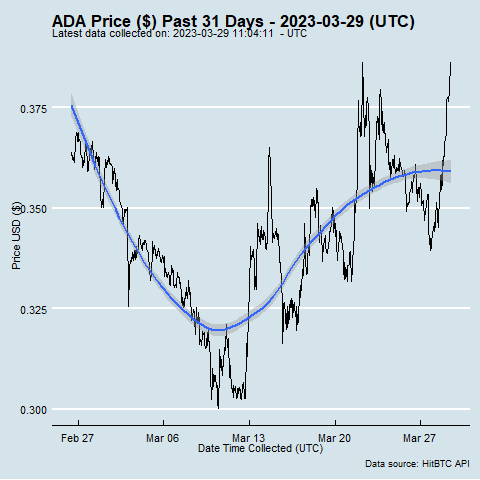 ADA Price ($) Past 31 Days - 2023-03-29 (UTC)
Latest data collected on: 2023-03-29 11:04:11  - UTC
0.375
0.350
0.325
0.300
Price USD ($)
Feb 27 Mar 06 Mar 13 Mar 20 Mar 27
Date Time Collected (UTC)
Data source: HitBTC API